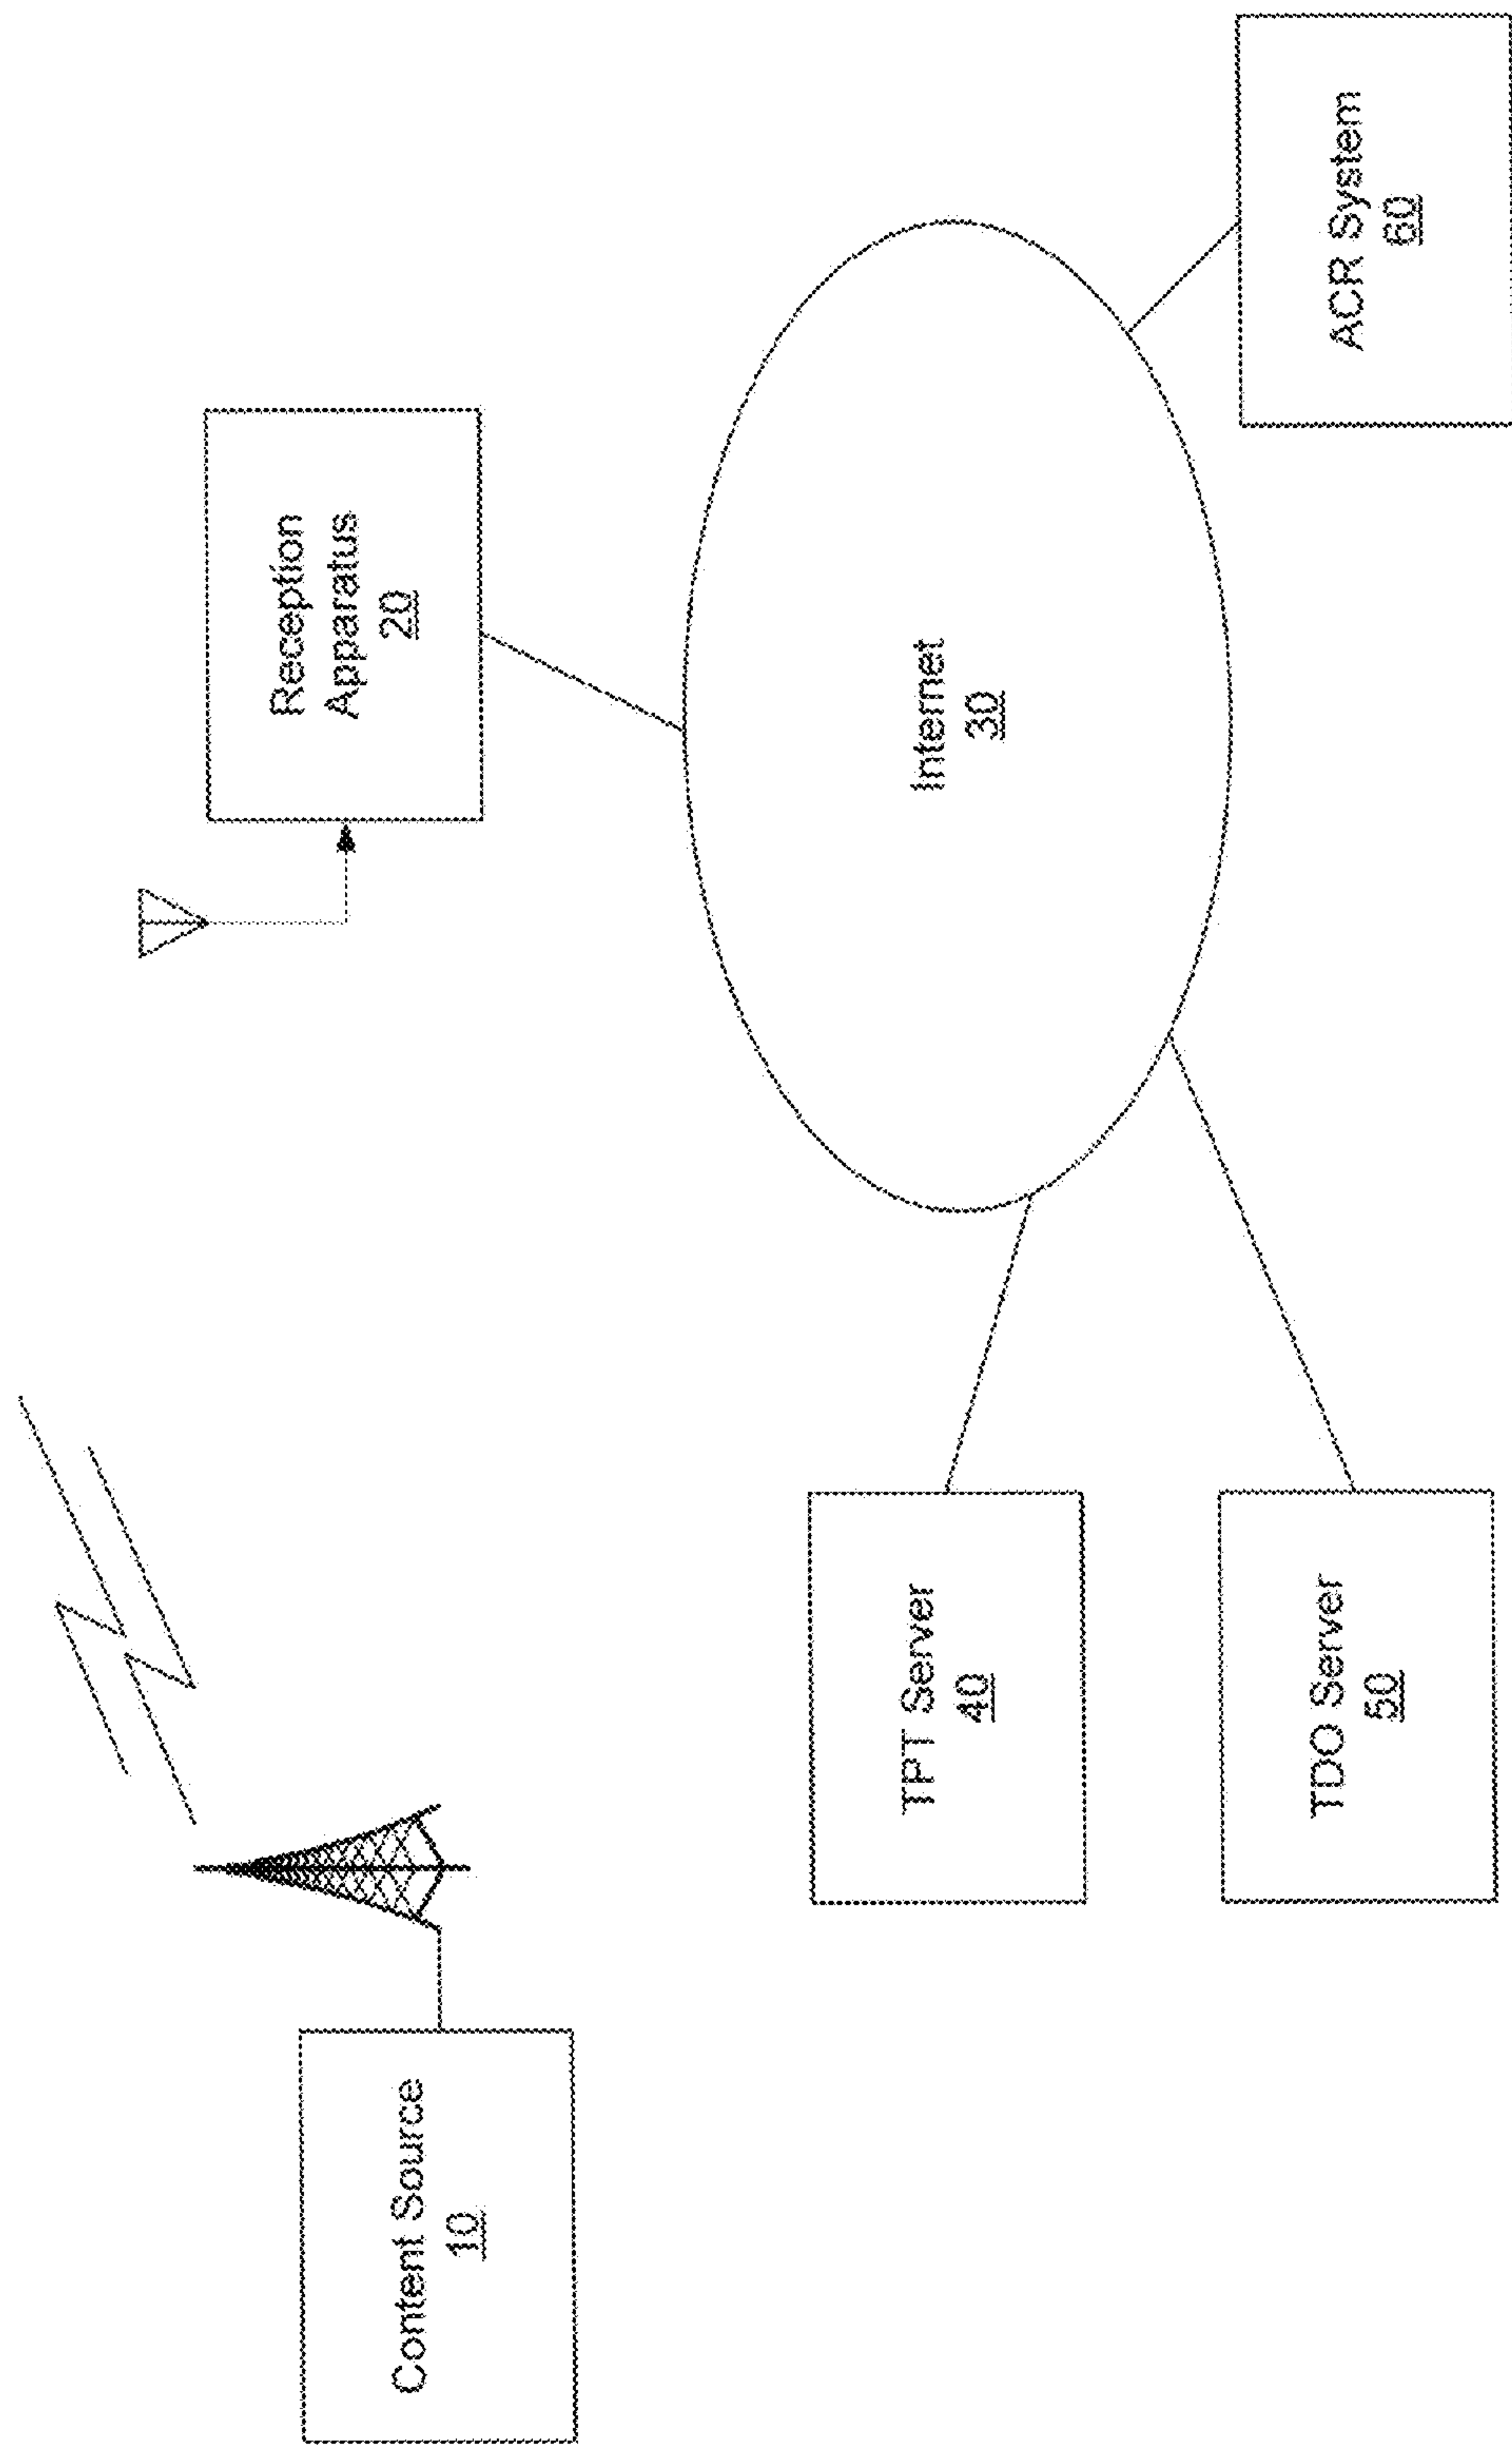 Content Source
10
Reception
Apparatus
20
Internet
30
TPT Server
40
TDO Server
50
ACR System
60